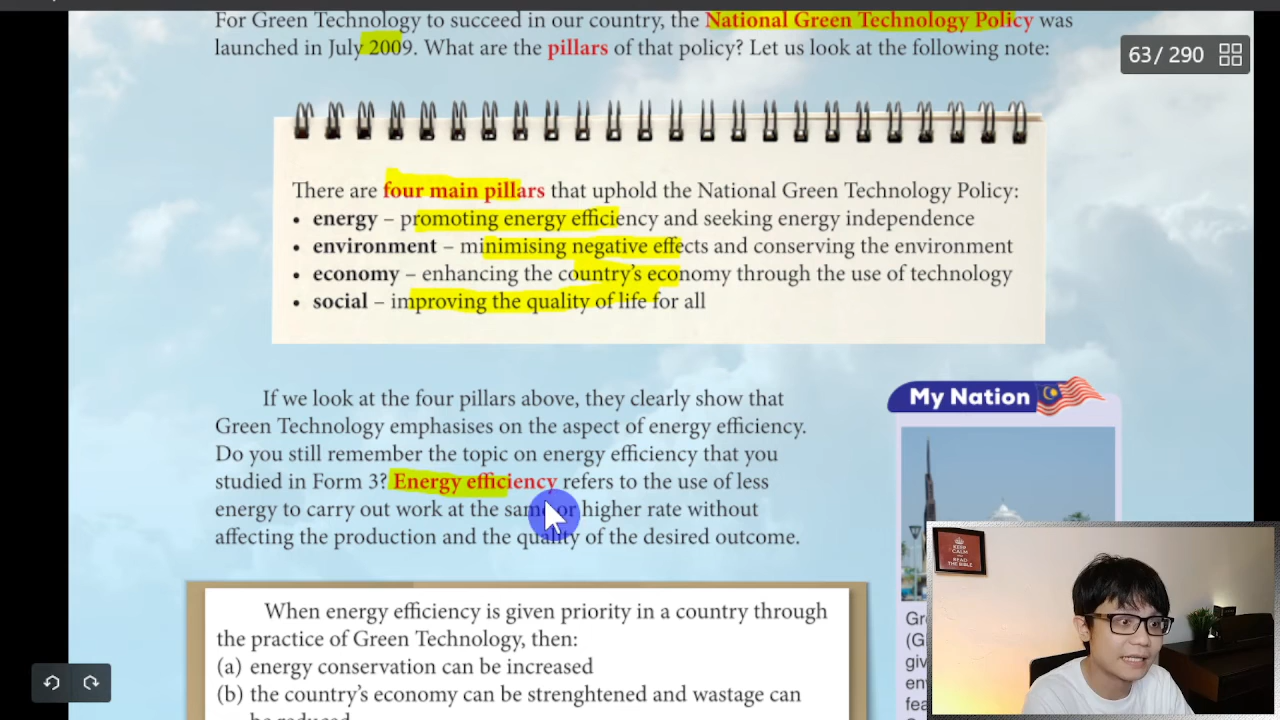 For Green Technology to succeed in our country, the National Green Technology Policy was
launched in July 2009. What are the pillars of that policy? Let us look at the following note:
63/ 290
There are four main pillars that uphold the National Green Technology Policy:
• energy – promoting energy efficiency and seeking energy independence
• environment – minimising negative effects and conserving the environment
• economy – enhancing the country's economy through the use of technology
• social – improving the quality of life for all
If we look at the four pillars above, they clearly show that
Green Technology emphasises on the aspect of energy efficiency.
Do you still remember the topic on energy efficiency that you
studied in Form 3? Energy efficiency refers to the use of less
energy to carry out work at the same or higher rate without
affecting the production and the quality of the desired outcome.
My Nation
KEEP
CALM
AND
READ
THE BIBLE
When energy efficiency is given priority in a country through
the practice of Green Technology, then:
(a) energy conservation can be increased
(b) the country's economy can be strenghtened and wastage can
be reduced
Gr
(G
giv
en
fea